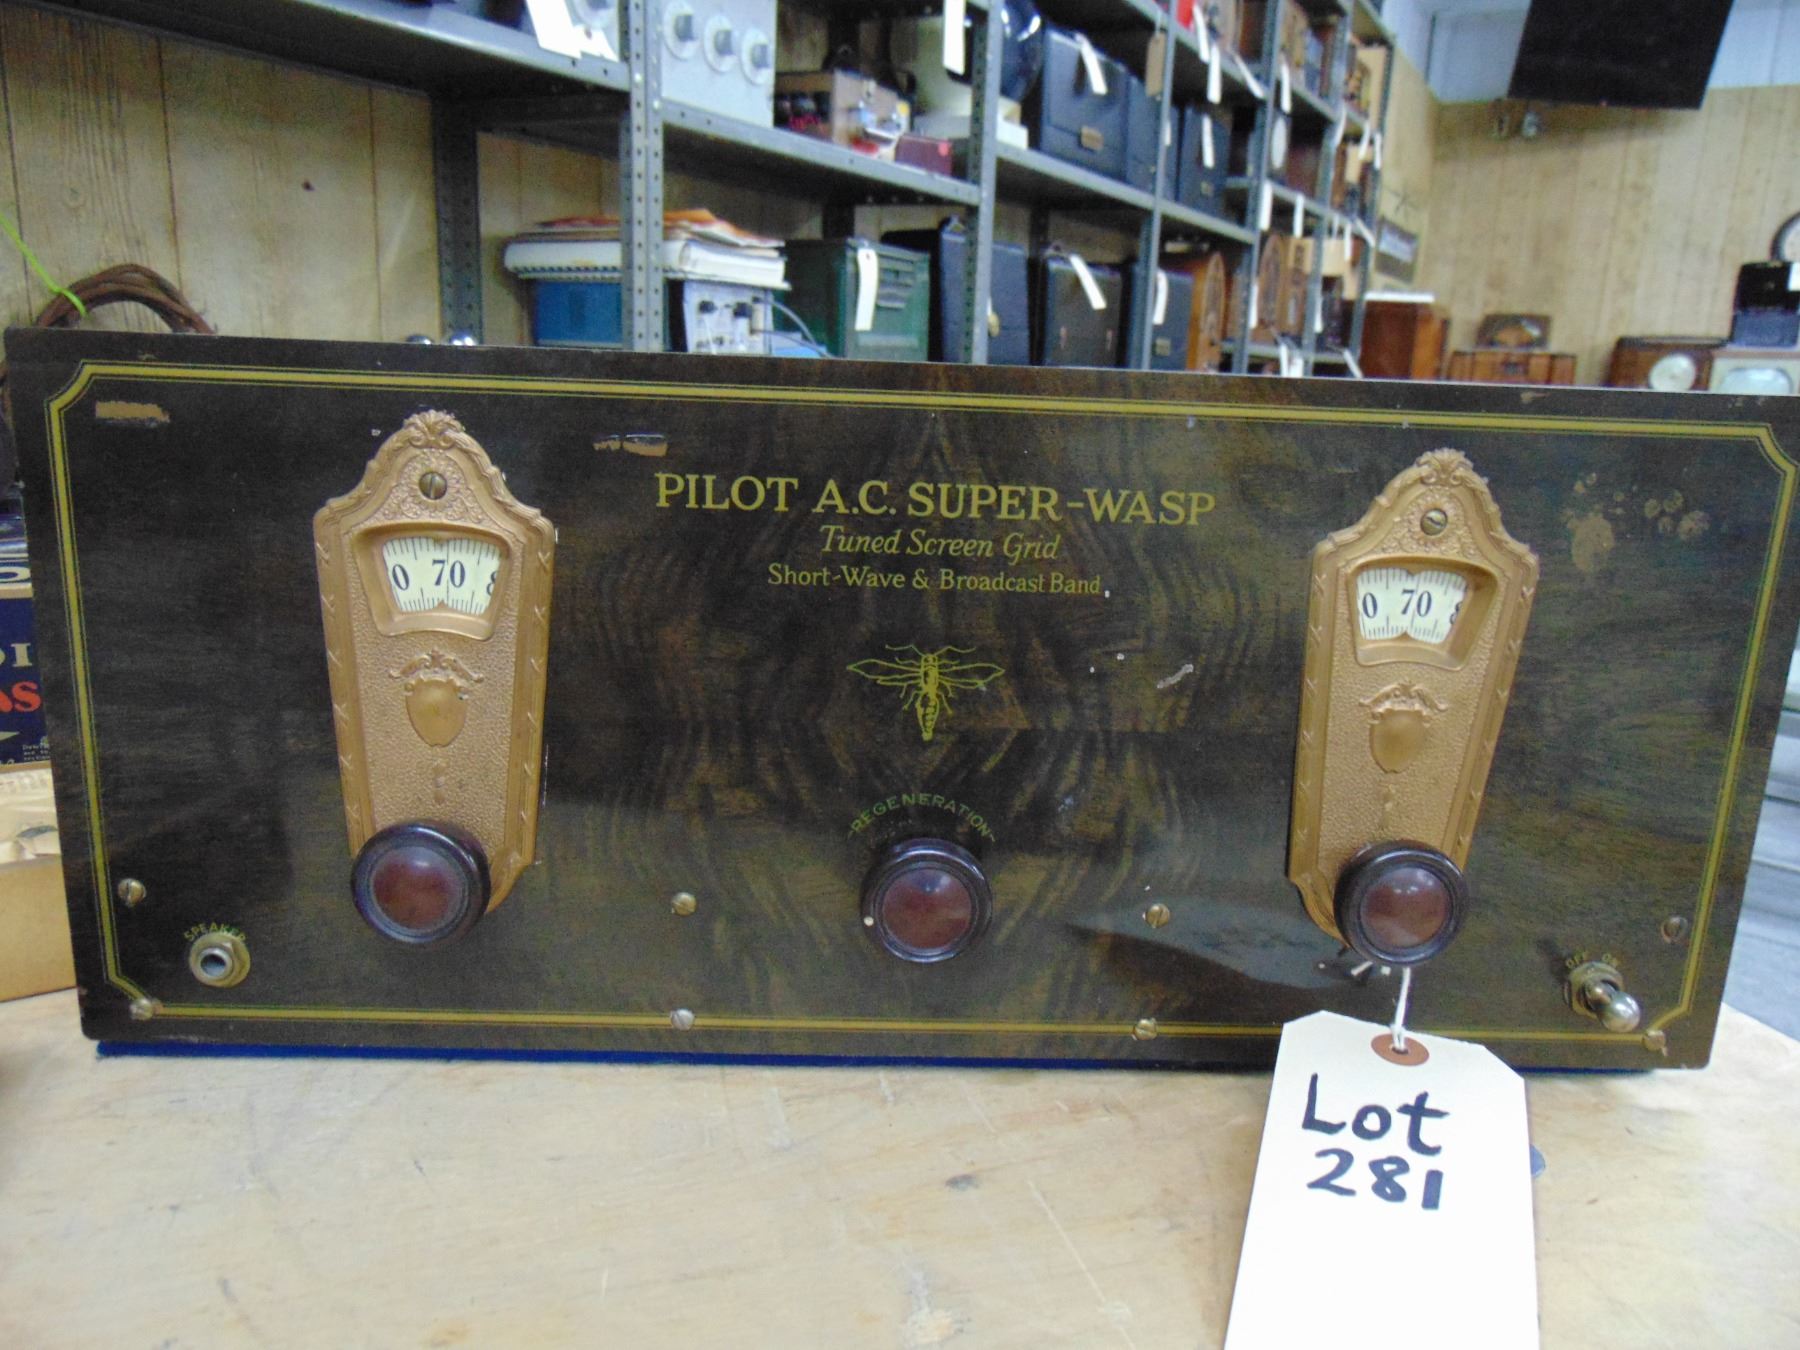 PILOT A.C. SUPER-WASP
Tuned Screen Grid
Short-Wave & Broadcast Band
0 70 8
0 70 8
REGENERATION
SPEAKER
OFF ON
Lot
281